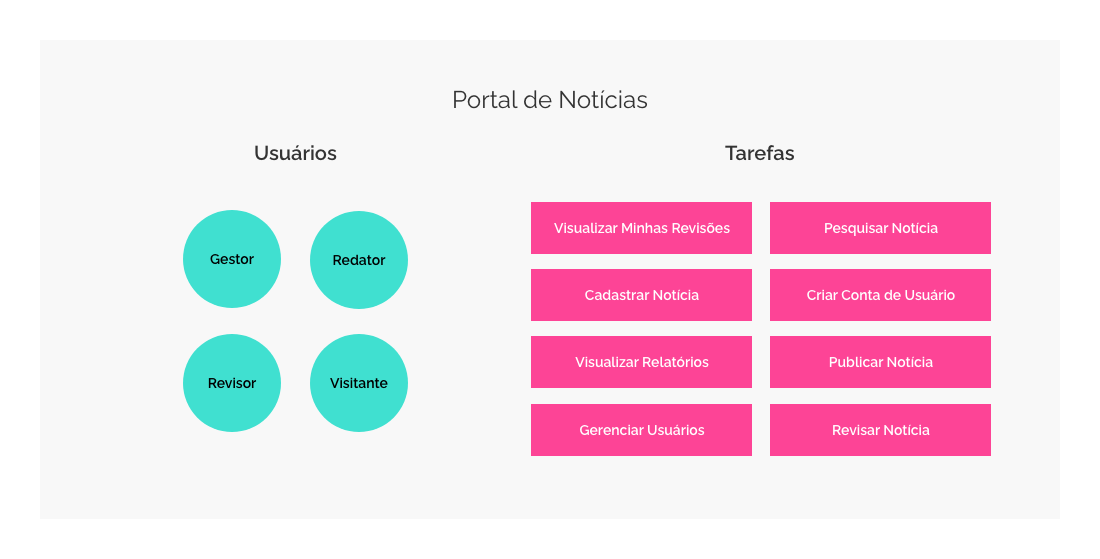 Portal de Notícias
Usuários
Gestor
Redator
Revisor
Visitante
Tarefas
Visualizar Minhas Revisões
Pesquisar Notícia
Cadastrar Notícia
Criar Conta de Usuário
Visualizar Relatórios
Publicar Notícia
Gerenciar Usuários
Revisar Notícia